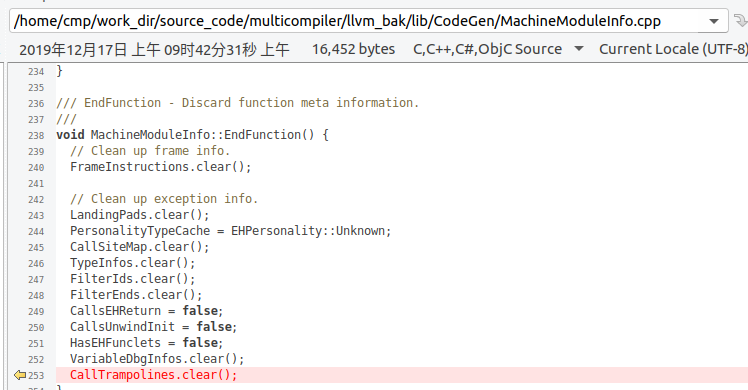 /home/cmp/work_dir/source_code/multicompiler/llvm_bak/lib/CodeGen/MachineModuleInfo.cpp
2019年12月17日 上午 09时42分31秒 上午 16,452 bytes C,C++,C#,ObjC Source Current Locale (UTF-8)
234 }
235
236 /// EndFunction - Discard function meta information.
237 ///
238 void MachineModuleInfo::EndFunction() {
239 // Clean up frame info.
240 FrameInstructions.clear();
241
242 // Clean up exception info.
243 LandingPads.clear();
244 PersonalityTypeCache = EHPersonality::Unknown;
245 CallSiteMap.clear();
246 TypeInfos.clear();
247 FilterIds.clear();
248 FilterEnds.clear();
249 CallsEHReturn = false;
250 CallsUnwindInit = false;
251 HasEHFunclets = false;
252 VariableDbgInfos.clear();
253 CallTrampolines.clear();